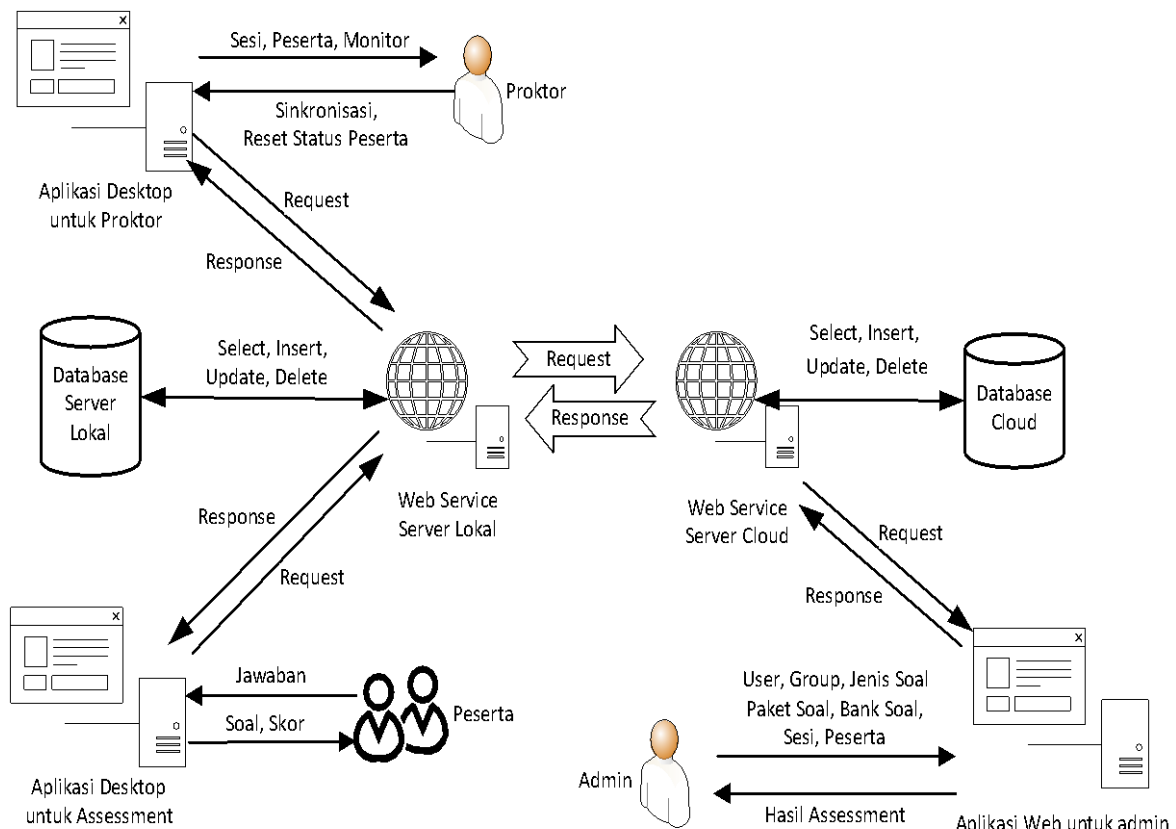 x
Sesi, Peserta, Monitor
Proktor
Sinkronisasi,
Reset Status Peserta
Aplikasi Desktop
untuk Proktor
Request
Response
Database
Server
Lokal
Select, Insert,
Update, Delete
Request
Response
Select, Insert,
Update, Delete
Database
Cloud
Web Service
Server Lokal
Web Service
Server Cloud
Response
Request
Request
Response
x
Jawaban
Peserta
Soal, Skor
Aplikasi Desktop
untuk Assessment
x
User, Group, Jenis Soal
Paket Soal, Bank Soal,
Sesi, Peserta
Admin
Hasil Assessment
Aplikasi Web untuk admin